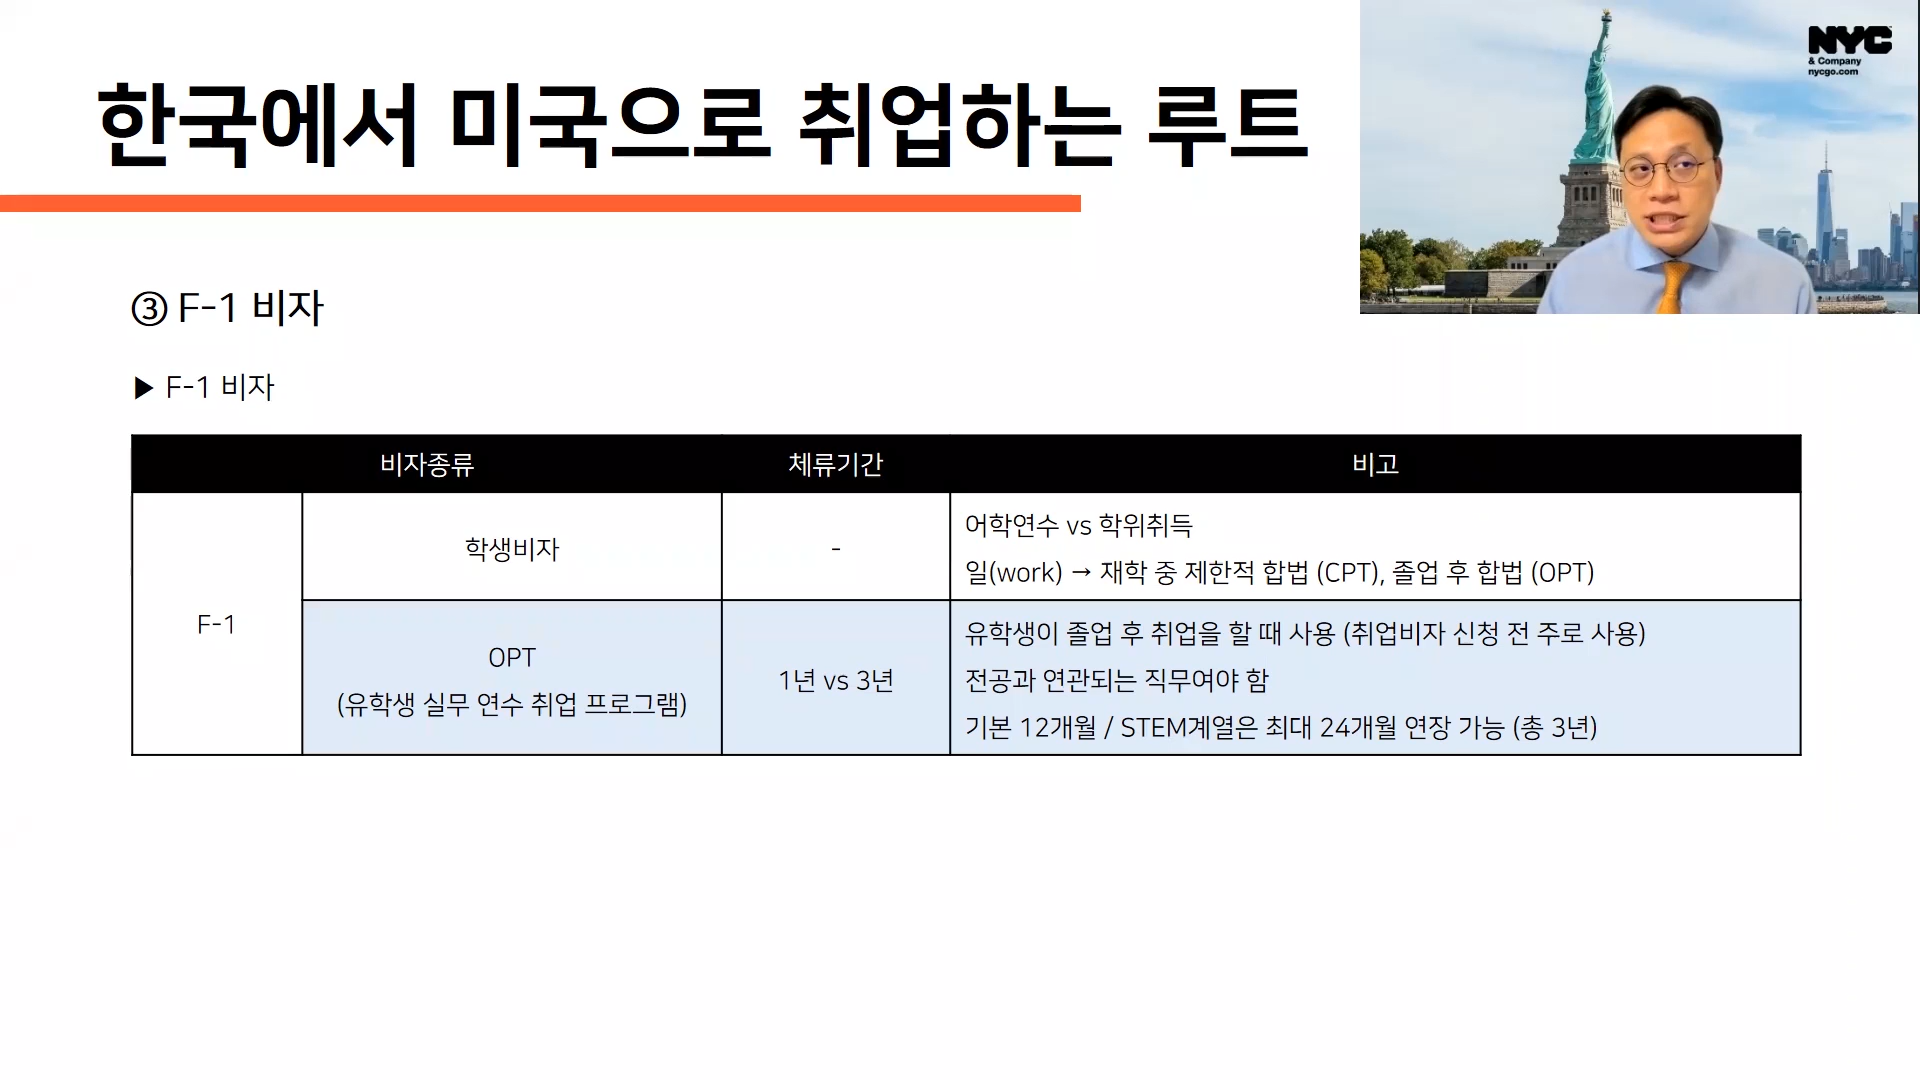 한국에서 미국으로 취업하는 루트
NYC
& Company
nycgo.com
③ F-1 비자
▶ F-1 비자
비자종류 체류기간 비고
F-1
학생비자
-
어학연수 vs 학위취득
일(work) → 재학 중 제한적 합법 (CPT), 졸업 후 합법 (OPT)
OPT
(유학생 실무 연수 취업 프로그램)
1년 vs 3년
유학생이 졸업 후 취업을 할 때 사용 (취업비자 신청 전 주로 사용)
전공과 연관되는 직무여야 함
기본 12개월 / STEM계열은 최대 24개월 연장 가능 (총 3년)